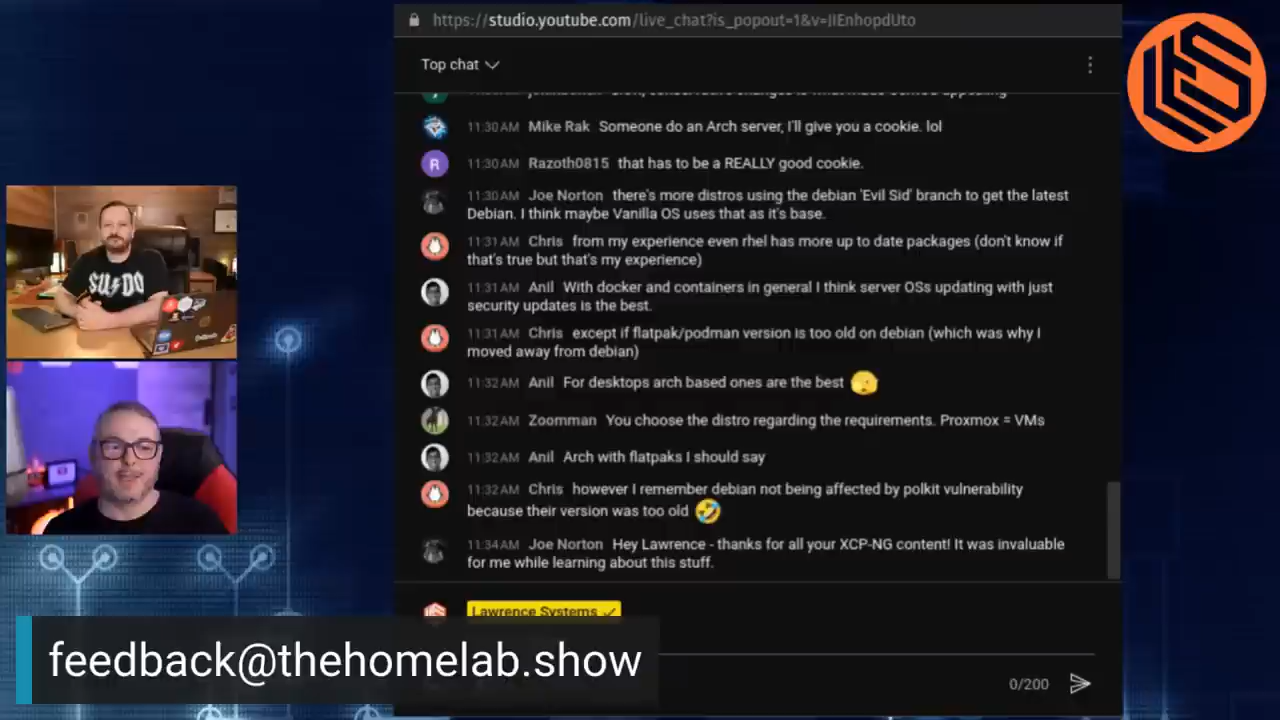 https://studio.youtube.com/live_chat?is_popout=1&v=JIEnhopdUto
Top chat
11:30 AM Mike Rak Someone do an Arch server, I'll give you a cookie. lol
R 11:30 AM Razoth0815 that has to be a REALLY good cookie.
11:30 AM Joe Norton there's more distros using the debian 'Evil Sid' branch to get the latest
Debian. I think maybe Vanilla OS uses that as it's base.
11:31 AM Chris from my experience even rhel has more up to date packages (don't know if
that's true but that's my experience)
11:31 AM Anil With docker and containers in general I think server OSs updating with just
security updates is the best.
11:31 AM Chris except if flatpak/podman version is too old on debian (which was why I
moved away from debian)
11:32 AM Anil For desktops arch based ones are the best
11:32 AM Zoomman You choose the distro regarding the requirements. Proxmox = VMs
11:32 AM Anil Arch with flatpaks I should say
11:32 AM Chris however I remember debian not being affected by polkit vulnerability
because their version was too old
11:34 AM Joe Norton Hey Lawrence - thanks for all your XCP-NG content! It was invaluable
for me while learning about this stuff.
Lawrence Systems
0/200
SUDO
feedback@thehomelab.show